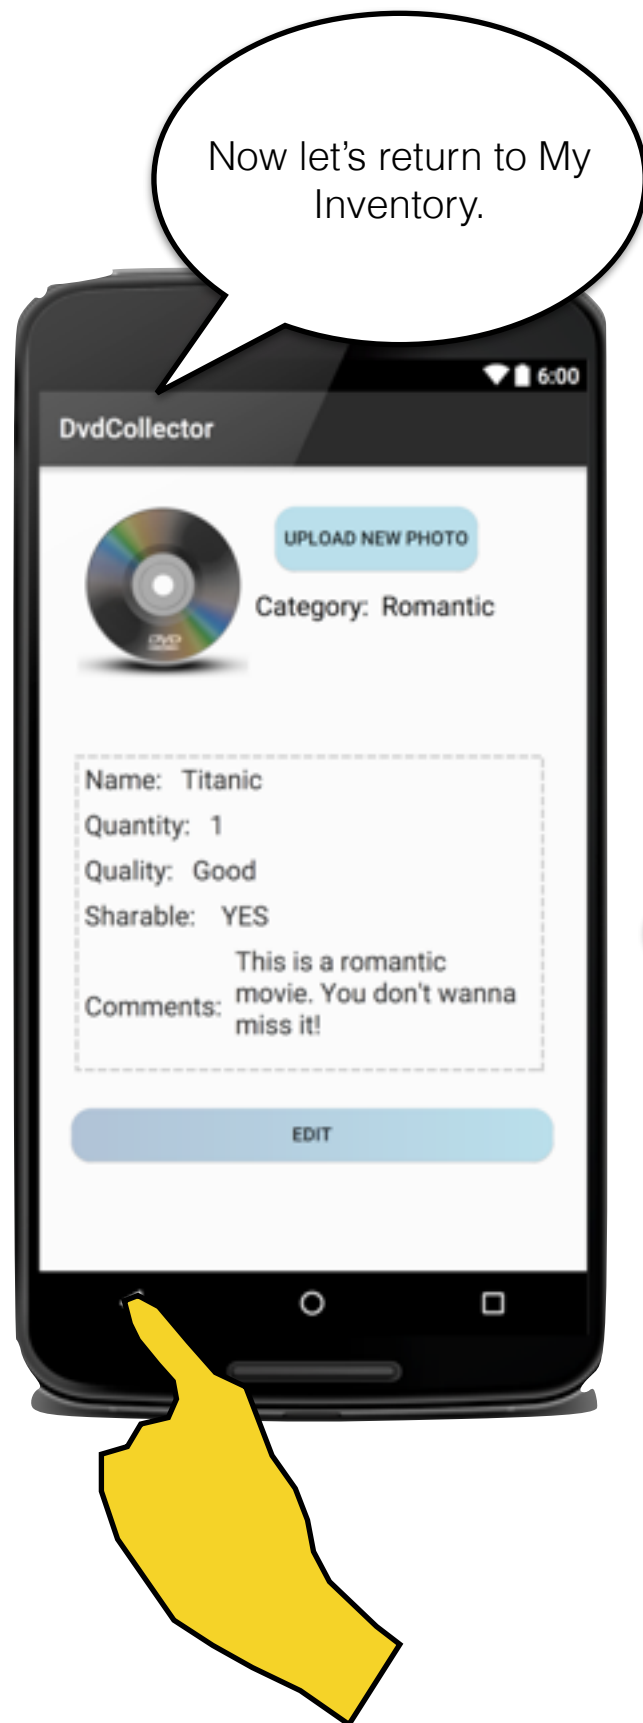 Now let's return to My
Inventory.
6:00
DvdCollector
UPLOAD NEW PHOTO
Category: Romantic
DVD
Name: Titanic
Quantity: 1
Quality: Good
Sharable: YES
Comments: This is a romantic
movie. You don't wanna
miss it!
EDIT